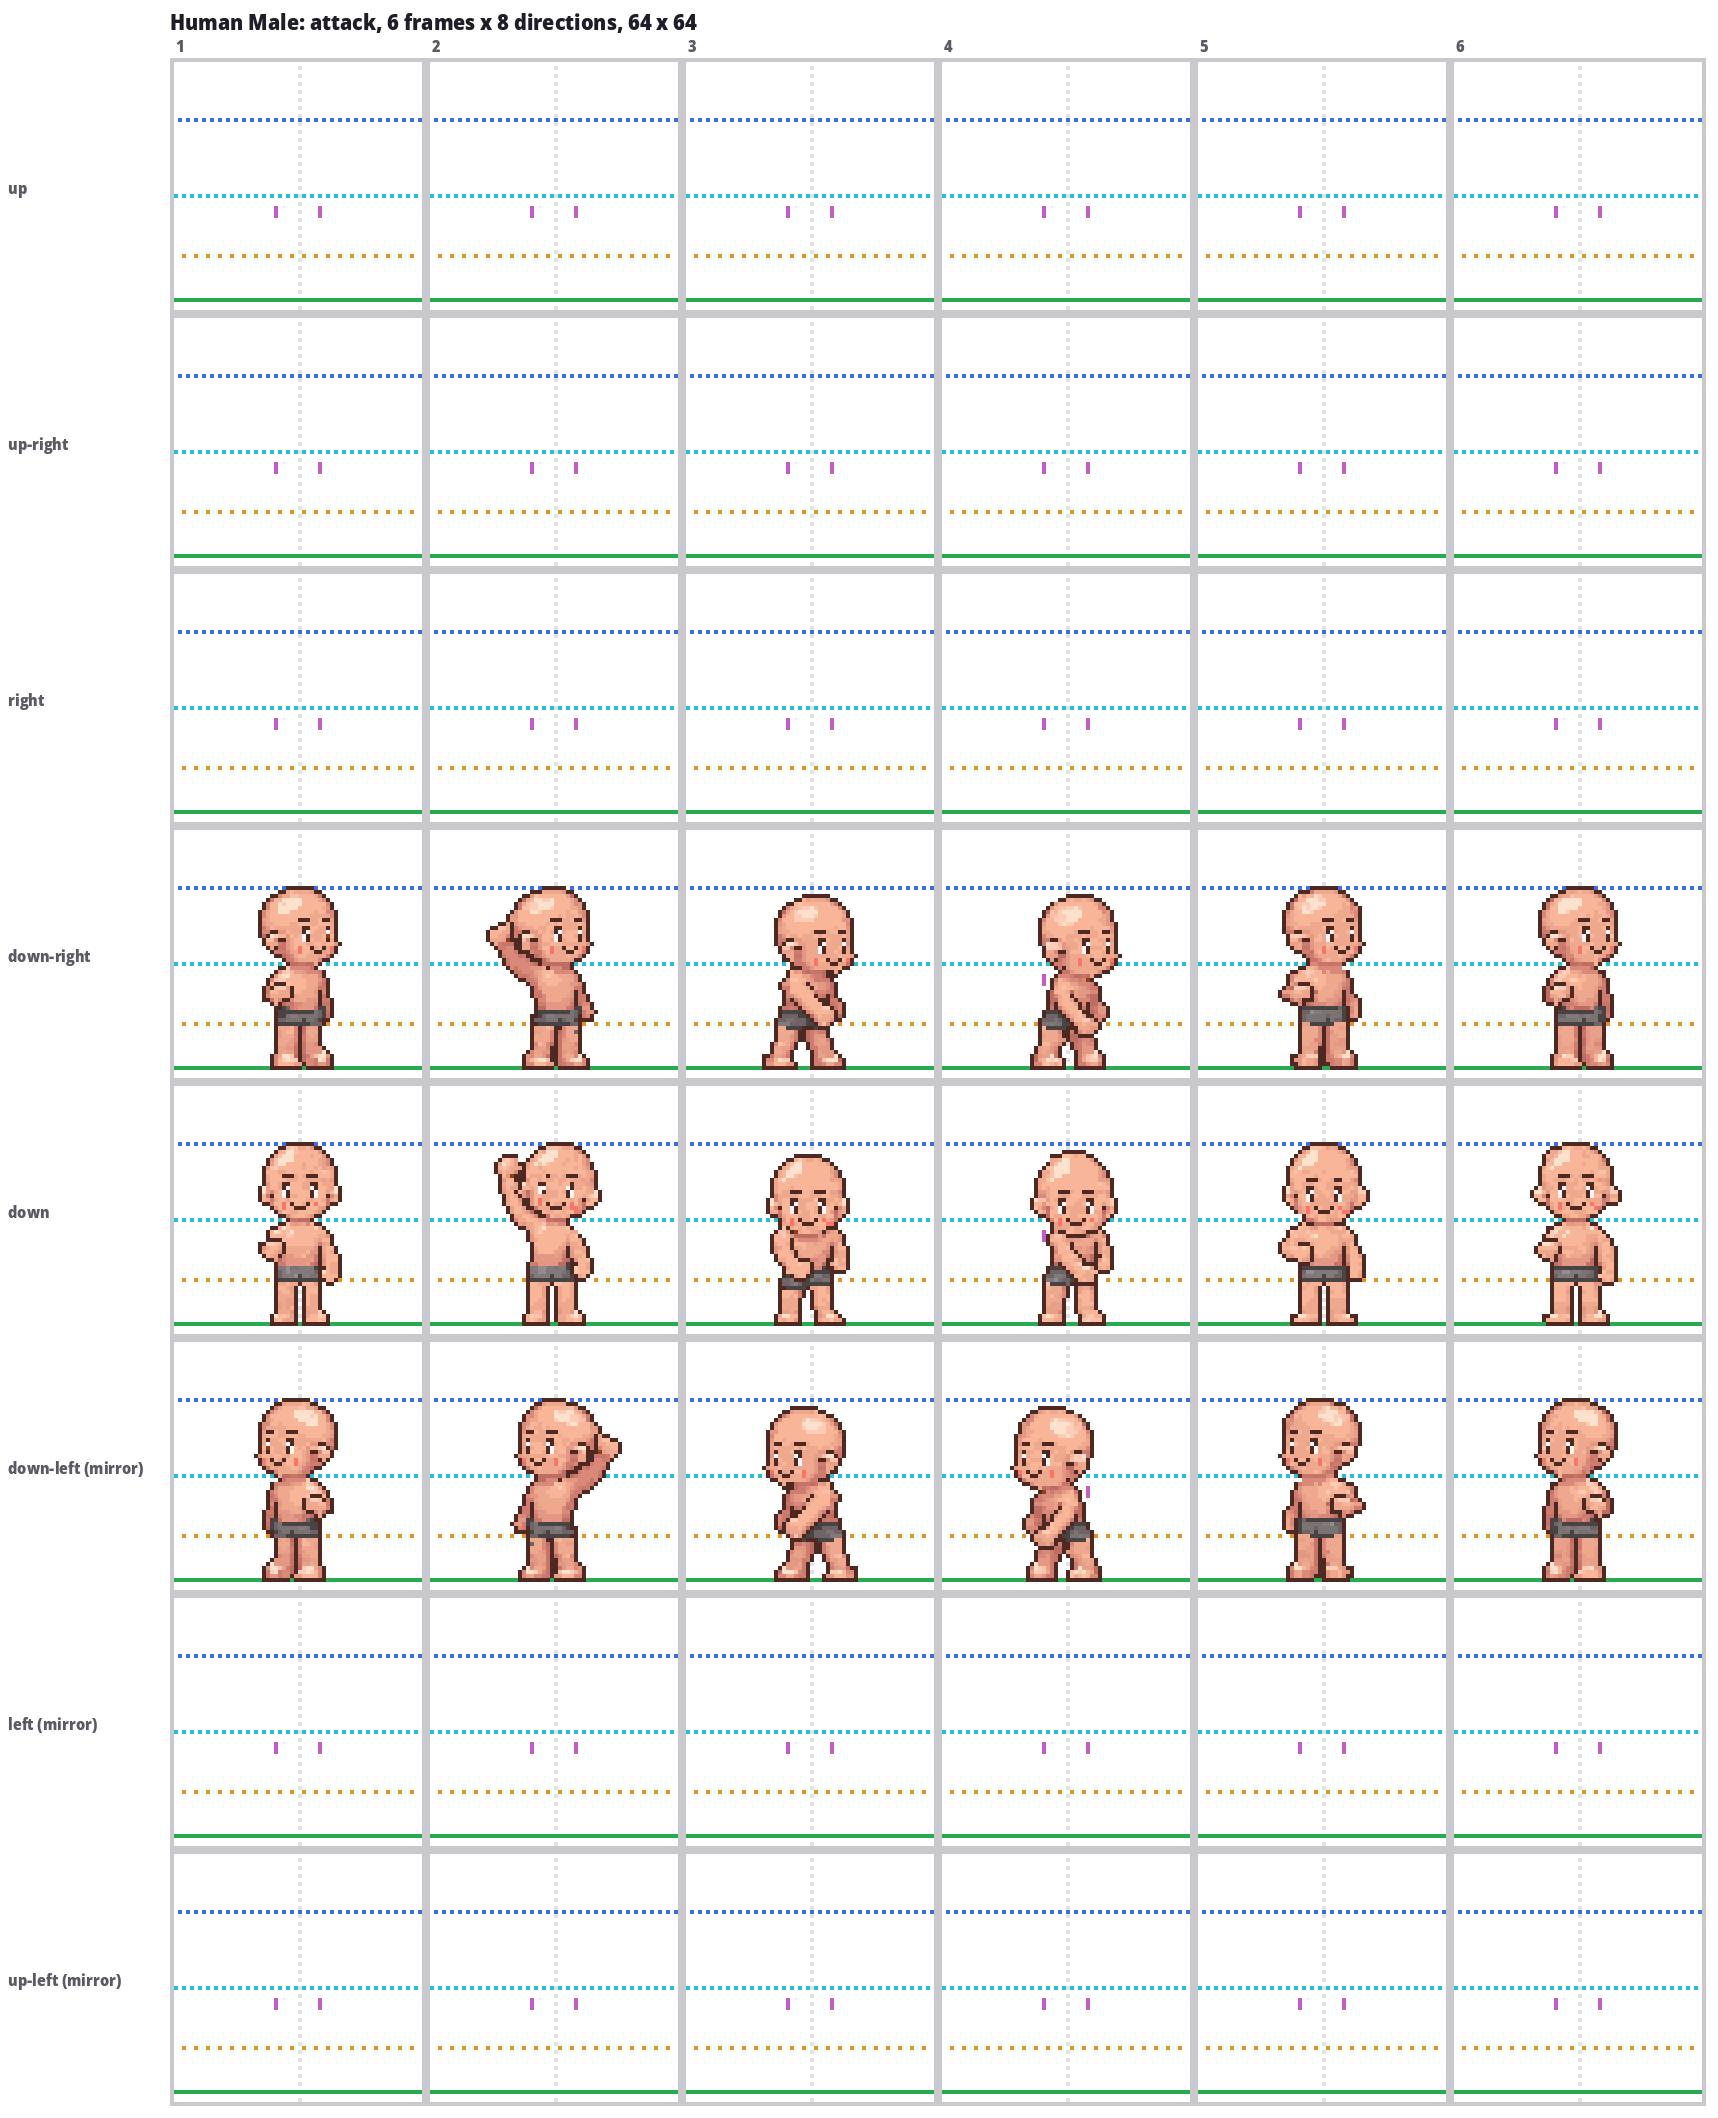 Human Male: attack, 6 frames x 8 directions, 64 x 64
1 2 3 4 5 6
up
up-right
right
down-right
down
down-left (mirror)
left (mirror)
up-left (mirror)